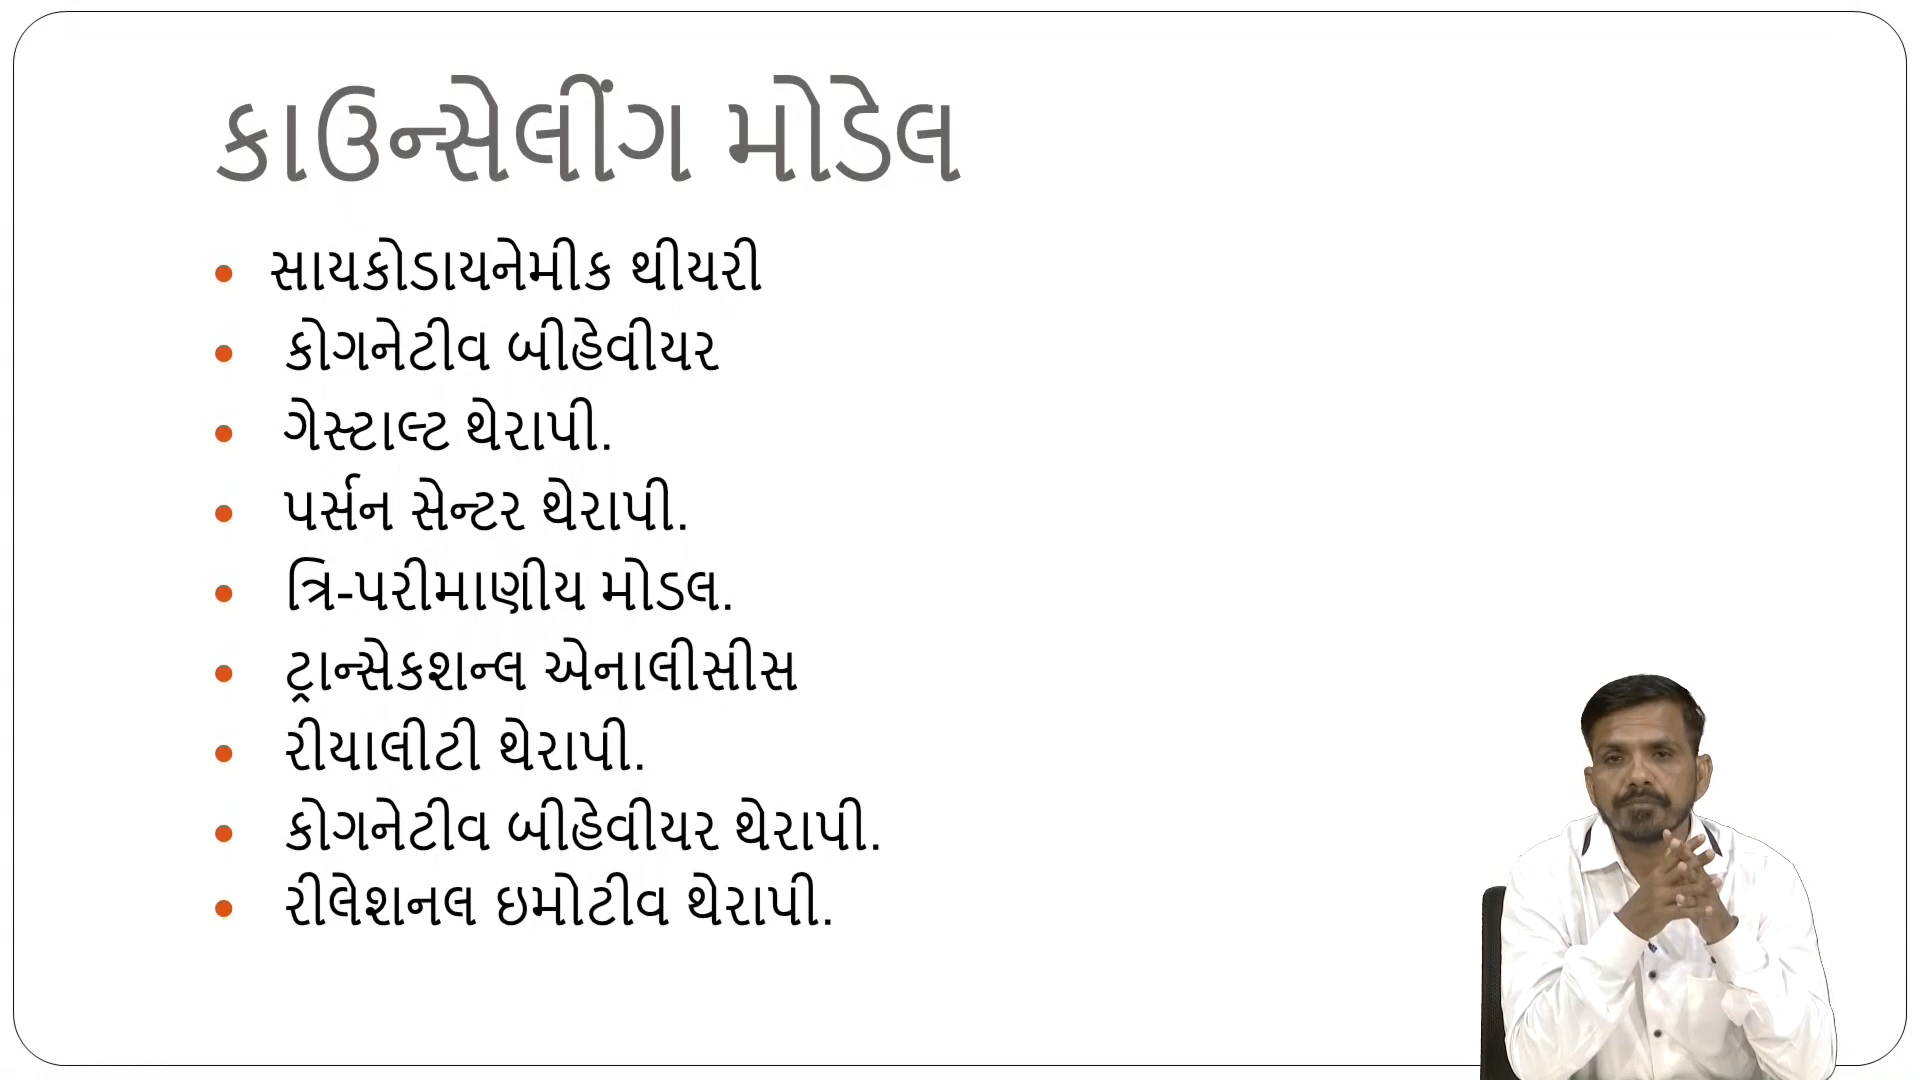 કાઉન્સેલીંગ મોડેલ
• સાયકોડાયનેમીક થીયરી
• કોગનેટીવ બીહેવીયર
• ગેસ્ટાલ્ટ થેરાપી.
• પર્સન સેન્ટર થેરાપી.
• ત્રિ-પરીમાણીય મોડલ.
• ટ્રાન્સેકશન્લ એનાલીસીસ
• રીયાલીટી થેરાપી.
• કોગનેટીવ બીહેવીયર થેરાપી.
• રીલેશનલ ઇમોટીવ થેરાપી.